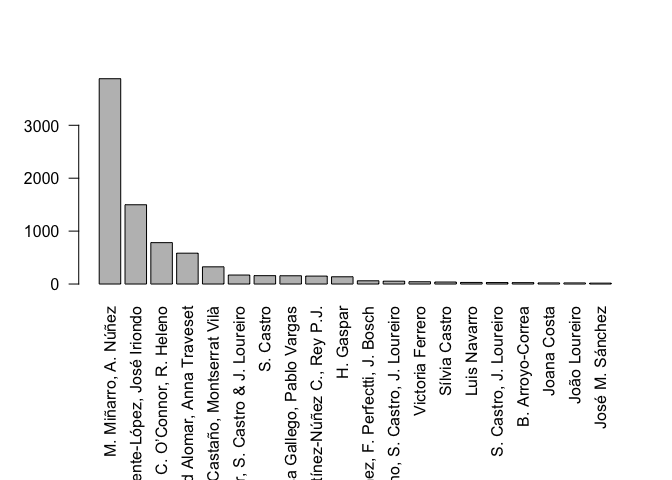 3000
2000
1000
0
M. Miñarro, A. Núñez
ente-López, José Iriondo
C. O'Connor, R. Heleno
d Alomar, Anna Traveset
Castaño, Montserrat Vilà
r, S. Castro & J. Loureiro
S. Castro
a Gallego, Pablo Vargas
tínez-Núñez C., Rey P.J.
H. Gaspar
ez, F. Perfectti, J. Bosch
no, S. Castro, J. Loureiro
Victoria Ferrero
Sílvia Castro
Luis Navarro
S. Castro, J. Loureiro
B. Arroyo-Correa
Joana Costa
João Loureiro
José M. Sánchez